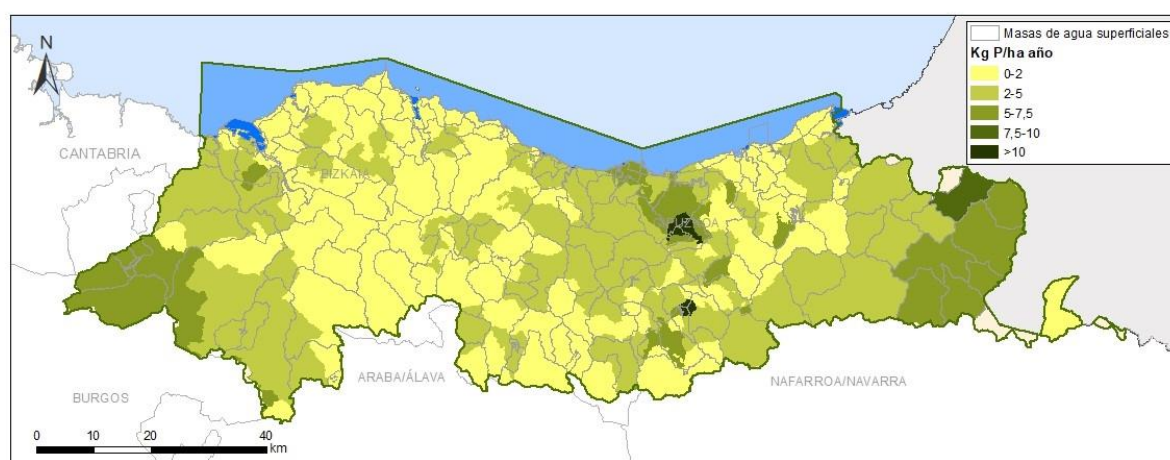 N
Masas de agua superficiales
Kg P/ha año
0-2
2-5
5-7,5
7,5-10
>10
CANTABRIA
BIZKAIA
ARABA/ÁLAVA
NAFARROA/NAVARRA
BURGOS
0 10 20 40
km